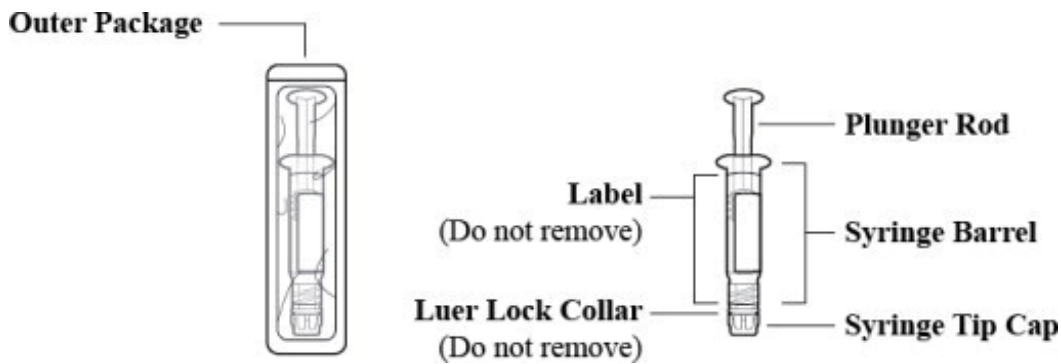 Outer Package
Plunger Rod
Label
(Do not remove)
Syringe Barrel
Luer Lock Collar
(Do not remove)
Syringe Tip Cap